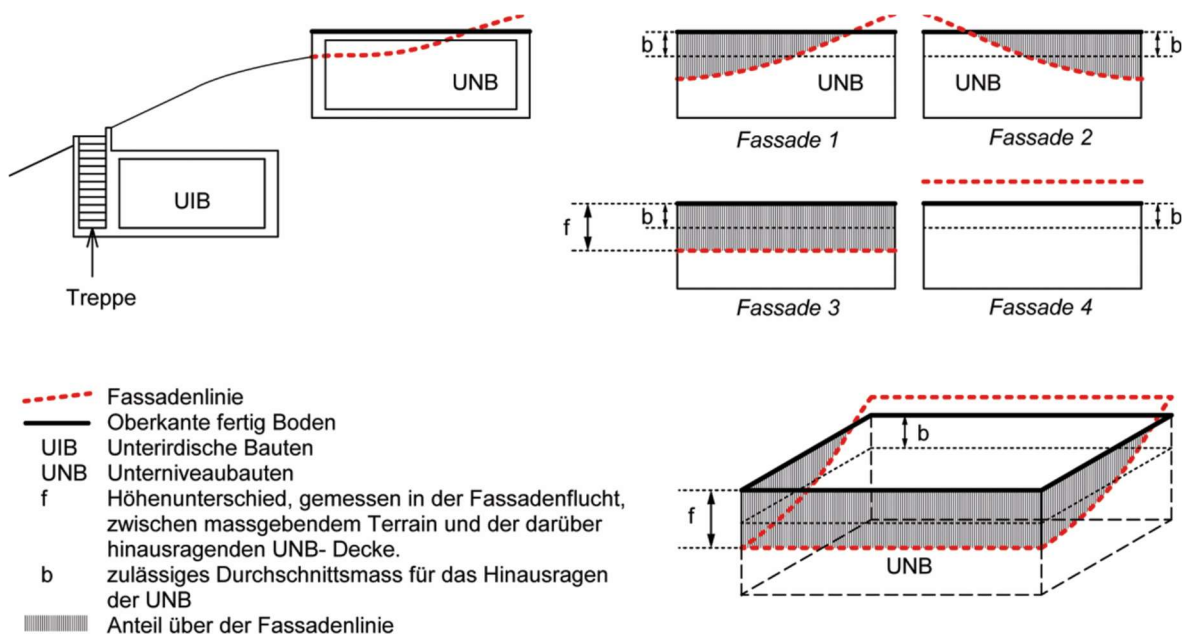 UNB
UIB
Treppe
b
UNB
Fassade 1
UNB
b
Fassade 2
f
b
Fassade 3
b
Fassade 4
Fassadenlinie
Oberkante fertig Boden
UIB Unterirdische Bauten
UNB Unterniveaubauten
f Höhenunterschied, gemessen in der Fassadenflucht,
zwischen massgebendem Terrain und der darüber
hinausragenden UNB- Decke.
b zulässiges Durchschnittsmass für das Hinausragen
der UNB
Anteil über der Fassadenlinie
b
f
UNB